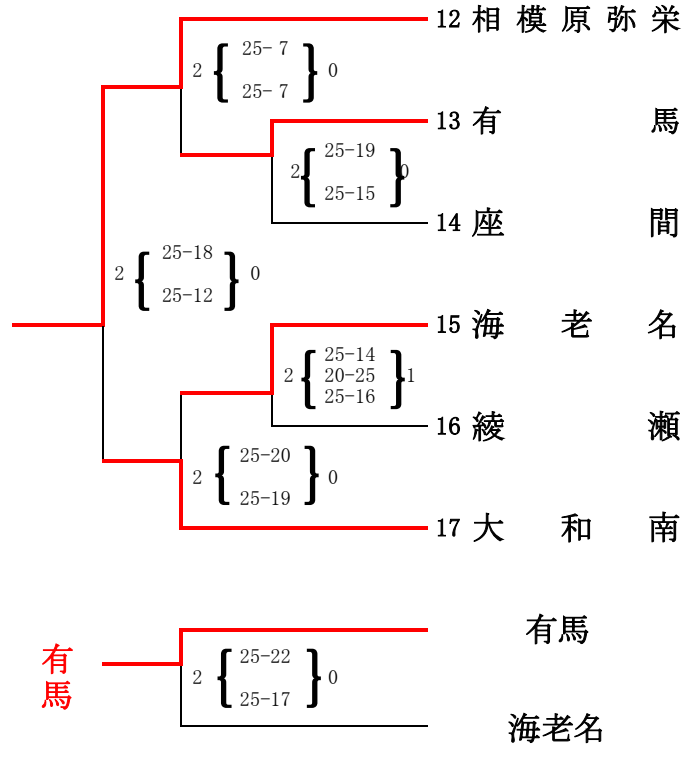 12 相模原弥栄
2 { 25- 7 } 0
25- 7
13 有馬
2 { 25-19 } 0
25-15
14 座間
2 { 25-18 } 0
25-12
15 海老名
2 { 25-14 } 1
20-25
25-16
16 綾瀬
2 { 25-20 } 0
25-19
17 大和南
有馬
有馬
2 { 25-22 } 0
25-17
海老名